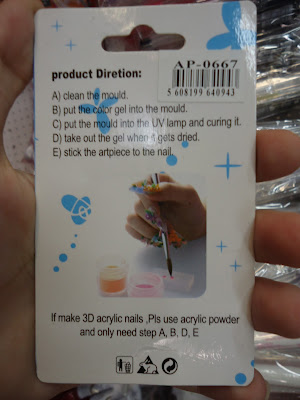 AP-0667
product Diretion:
5 608199 640943
A) clean the mould.
B) put the color gel into the mould.
C) put the mould into the UV lamp and curing it.
D) take out the gel when it gets dried.
E) stick the artpiece to the nail.
If make 3D acrylic nails ,Pls use acrylic powder
and only need step A, B, D, E